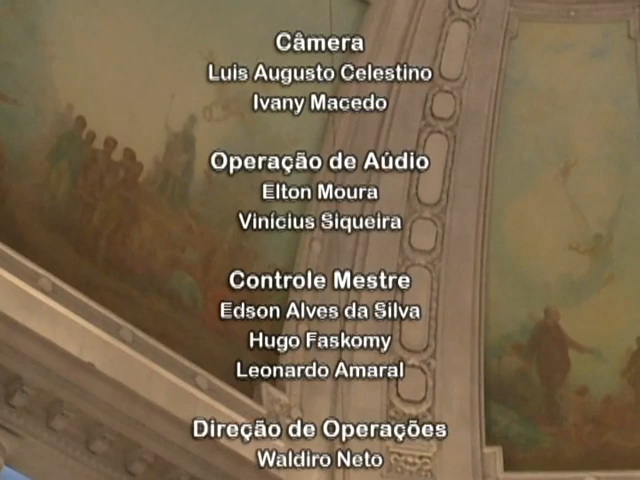 Câmera
Luis Augusto Celestino
Ivany Macedo
Operação de Aúdio
Elton Moura
Vinícius Siqueira
Controle Mestre
Edson Alves da Silva
Hugo Faskomy
Leonardo Amaral
Direção de Operações
Waldiro Neto